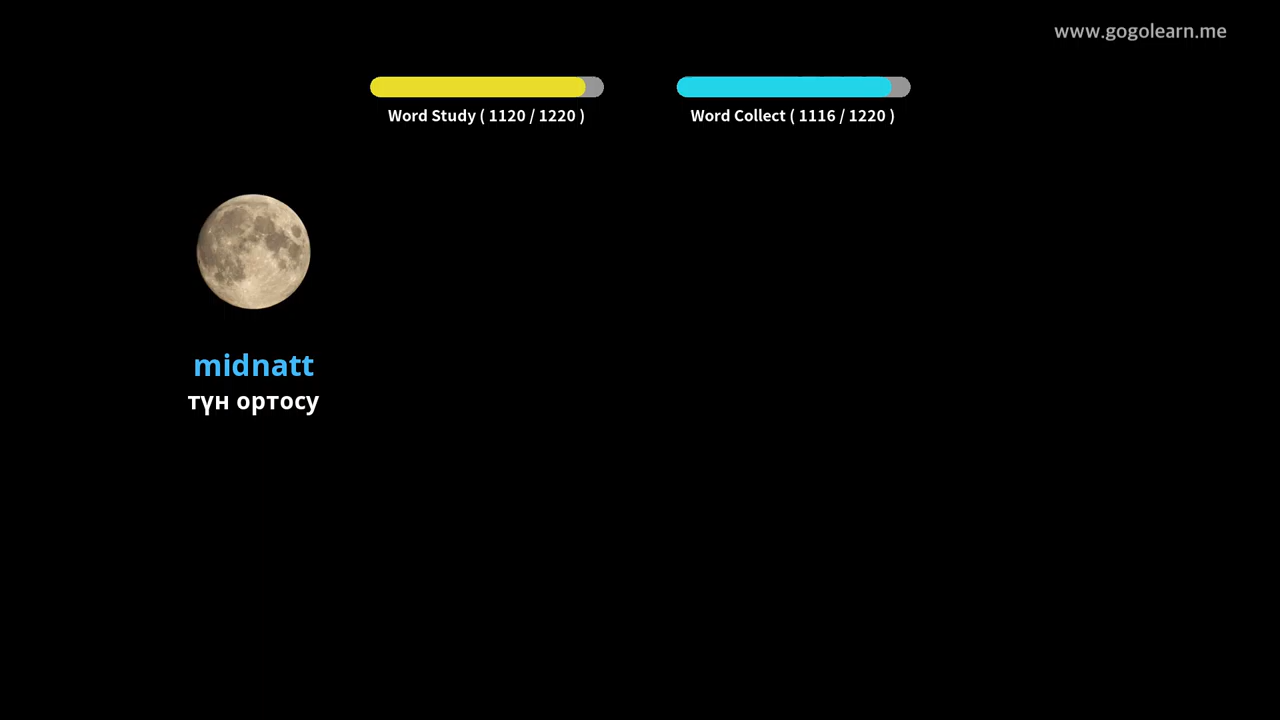 www.gogolearn.me
Word Study ( 1120 / 1220 )
Word Collect ( 1116 / 1220 )
midnatt
түн ортосу